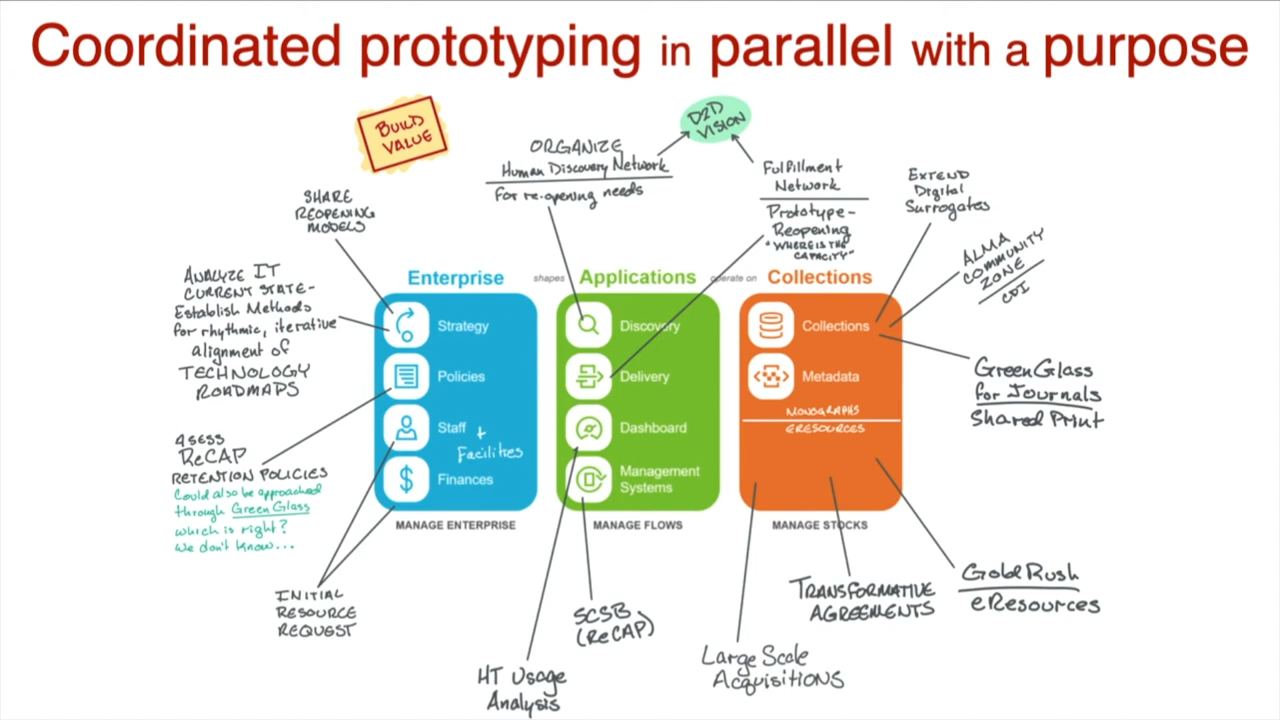 Coordinated prototyping in parallel with a purpose
BUILD
VALUE
D2D
VISION
ORGANIZE
Human Discovery Network
for re-opening needs
Fulfillment
Network
Prototype-
Reopening
"WHERE IS THE
CAPACITY"
EXTEND
Digital
Surrogates
SHARE
REOPENING
MODELS
ALMA
COMMUNITY
ZONE
CDI
ANALYZE IT
CURRENT STATE-
Establish Methods
for rhythmic, iterative
alignment of
TECHNOLOGY
ROADMAPS
Enterprise
shapes
Applications
operate on
Collections
Strategy
Policies
Staff +
Facilities
Finances
MANAGE ENTERPRISE
Discovery
Delivery
Dashboard
Management
Systems
MANAGE FLOWS
Collections
Metadata
MONOGRAPHS
ERESOURCES
MANAGE STOCKS
GreenGlass
for Journals
Shared Print
ASESS
ReCAP
RETENTION POLICIES
Could also be approached
through Green Glass
which is right?
We don't know...
INITIAL
RESOURCE
REQUEST
HT Usage
Analysis
SCSB
(ReCAP)
Large Scale
Acquisitions
TRANSFORMATIVE
AGREEMENTS
GoldRush
eResources